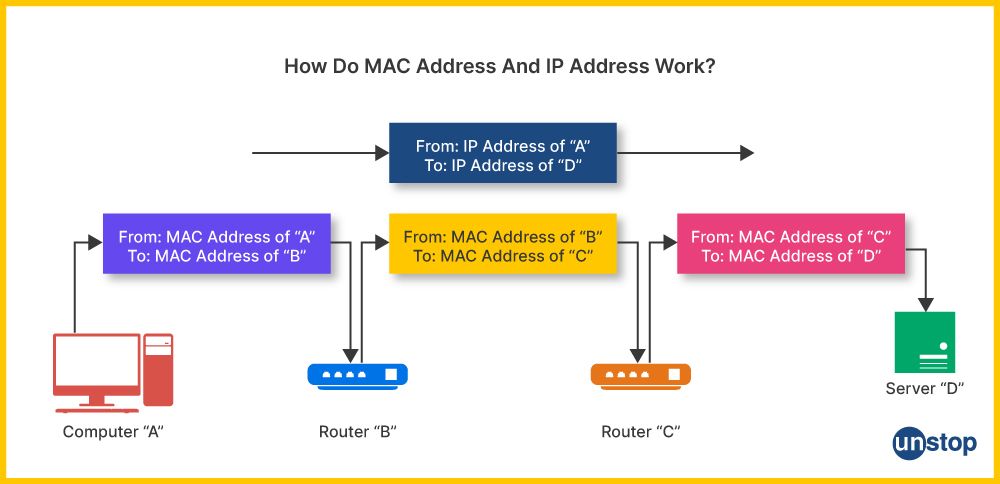 How Do MAC Address And IP Address Work?
From: IP Address of “A”
To: IP Address of “D”
From: MAC Address of “A”
To: MAC Address of “B”
From: MAC Address of “B”
To: MAC Address of “C”
From: MAC Address of “C”
To: MAC Address of “D”
Computer “A”
Router “B”
Router “C”
Server “D”
unstop